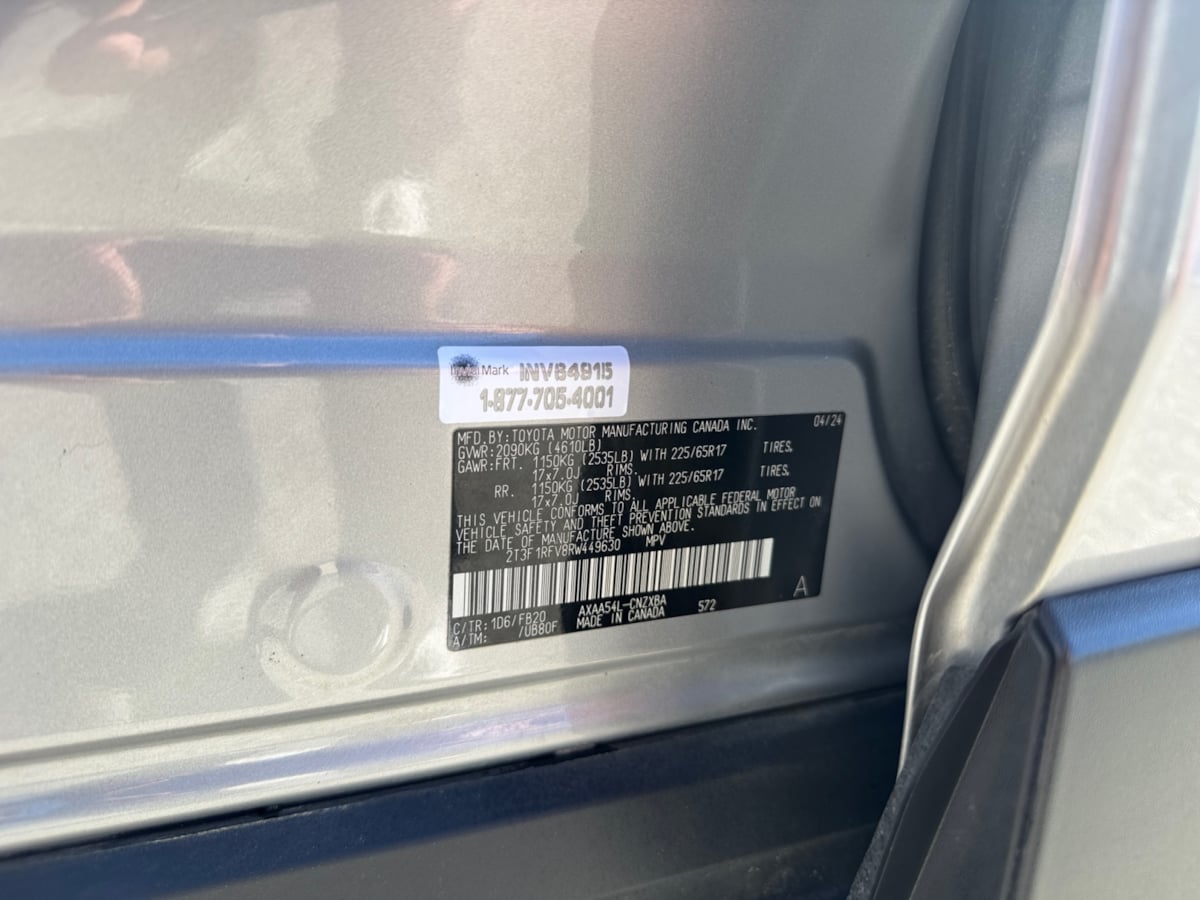 InVisiMark INV84915
1-877-705-4001
MFD.BY:TOYOTA MOTOR MANUFACTURING CANADA INC. 04/24
GVWR:2090KG (4610LB)
GAWR:FRT. 1150KG (2535LB) WITH 225/65R17 TIRES,
17x7.0J RIMS.
RR. 1150KG (2535LB) WITH 225/65R17 TIRES,
17x7.0J RIMS.
THIS VEHICLE CONFORMS TO ALL APPLICABLE FEDERAL MOTOR
VEHICLE SAFETY AND THEFT PREVENTION STANDARDS IN EFFECT ON
THE DATE OF MANUFACTURE SHOWN ABOVE.
2T3F1RFV8RW449630 MPV
C/TR:1D6/FB20 AXAA54L-CNZXBA 572 A
A/TM: /UB80F MADE IN CANADA